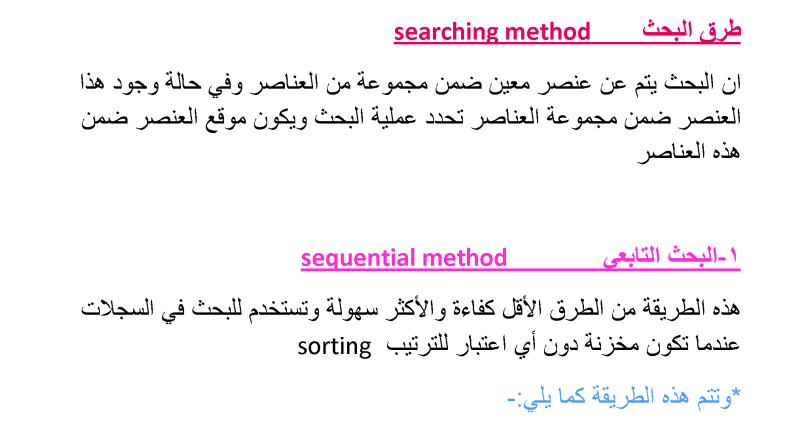 طرق البحث searching method
ان البحث يتم عن عنصر معين ضمن مجموعة من العناصر وفي حالة وجود هذا
العنصر ضمن مجموعة العناصر تحدد عملية البحث ويكون موقع العنصر ضمن
هذه العناصر
١-البحث التابعي sequential method
هذه الطريقة من الطرق الأقل كفاءة والأكثر سهولة وتستخدم للبحث في السجلات
عندما تكون مخزنة دون أي اعتبار للترتيب sorting
*وتتم هذه الطريقة كما يلي:-